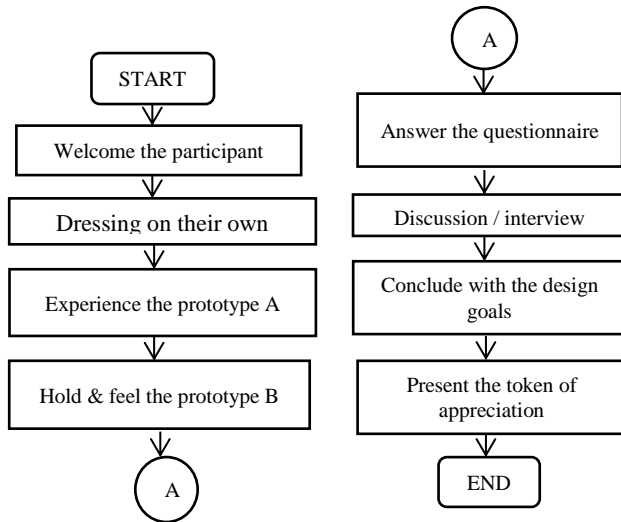 START
Welcome the participant
Dressing on their own
Experience the prototype A
Hold & feel the prototype B
A
A
Answer the questionnaire
Discussion / interview
Conclude with the design
goals
Present the token of
appreciation
END